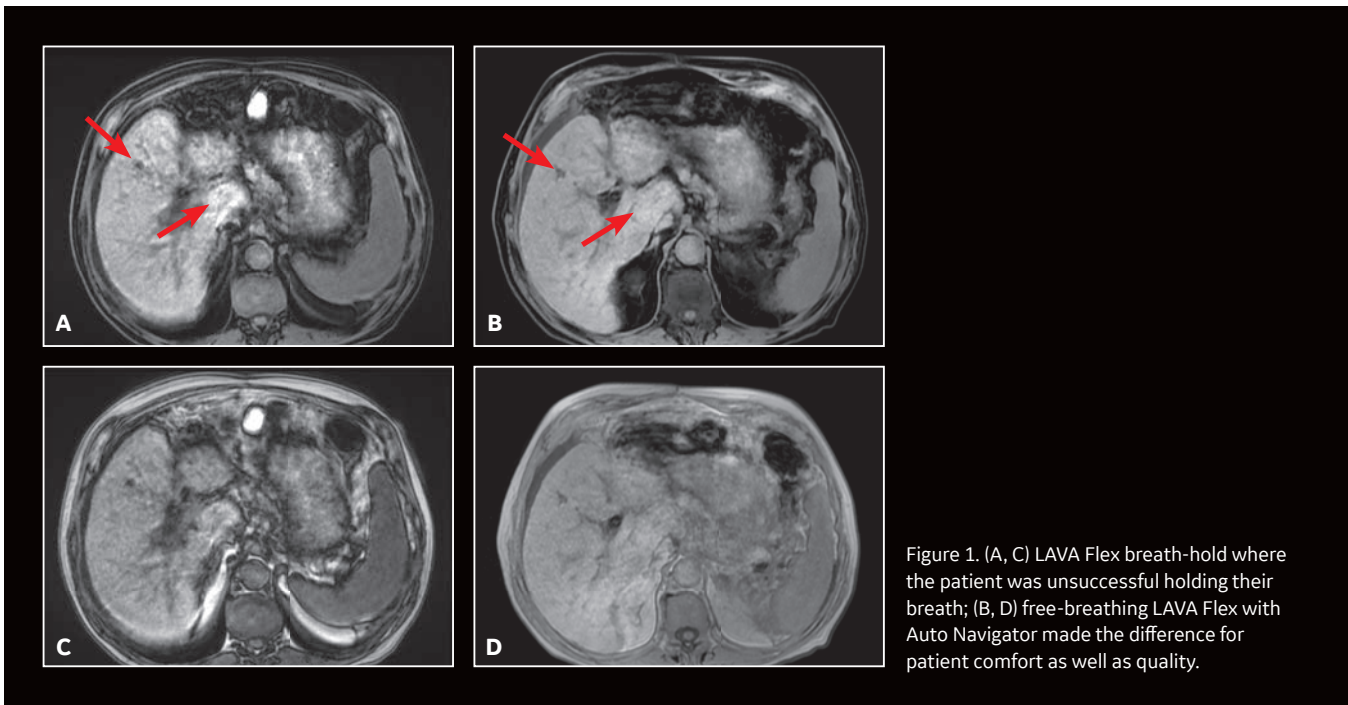 A
B
C
D
Figure 1. (A, C) LAVA Flex breath-hold where
the patient was unsuccessful holding their
breath; (B, D) free-breathing LAVA Flex with
Auto Navigator made the difference for
patient comfort as well as quality.